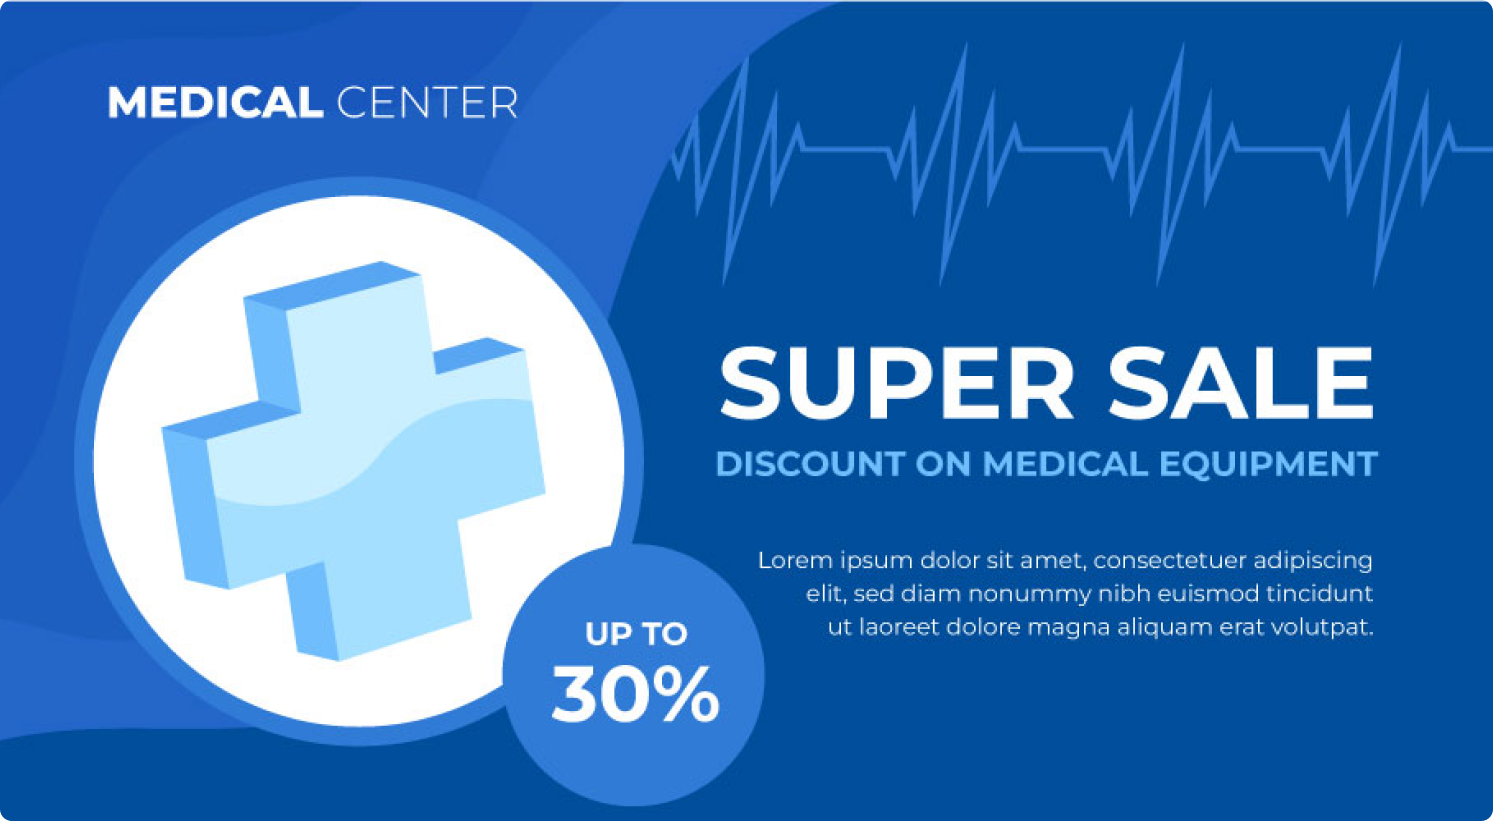 MEDICAL CENTER
SUPER SALE
DISCOUNT ON MEDICAL EQUIPMENT
Lorem ipsum dolor sit amet, consectetuer adipiscing
elit, sed diam nonummy nibh euismod tincidunt
ut laoreet dolore magna aliquam erat volutpat.
UP TO
30%